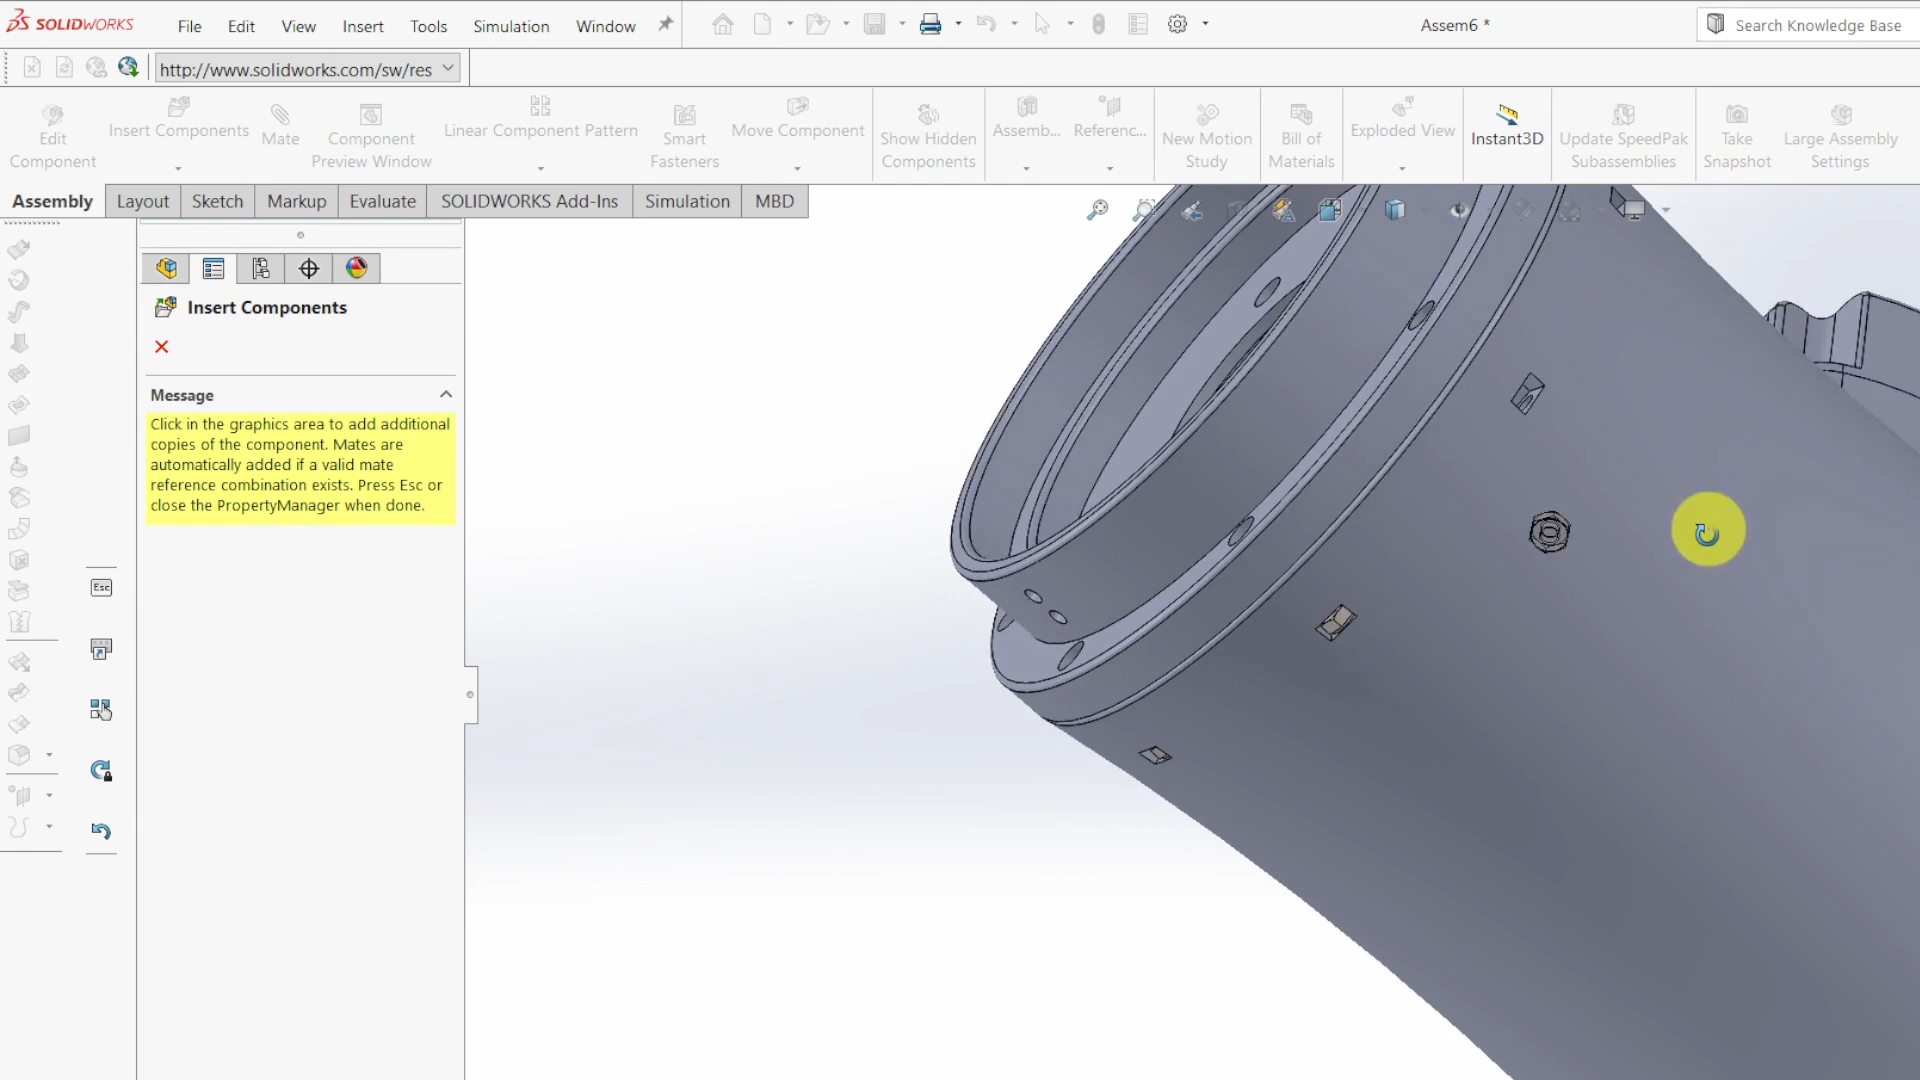 SOLIDWORKS
File Edit View Insert Tools Simulation Window
Assem6 *
Search Knowledge Base
http://www.solidworks.com/sw/res
Edit Component
Insert Components
Mate
Component Preview Window
Linear Component Pattern
Smart Fasteners
Move Component
Show Hidden Components
Assemb...
Referenc...
New Motion Study
Bill of Materials
Exploded View
Instant3D
Update SpeedPak Subassemblies
Take Snapshot
Large Assembly Settings
Assembly Layout Sketch Markup Evaluate SOLIDWORKS Add-Ins Simulation MBD
Insert Components
Message
Click in the graphics area to add additional
copies of the component. Mates are
automatically added if a valid mate
reference combination exists. Press Esc or
close the PropertyManager when done.
Esc